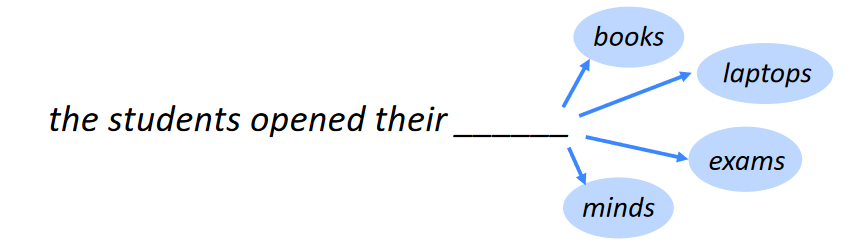 books
laptops
the students opened their ______
exams
minds